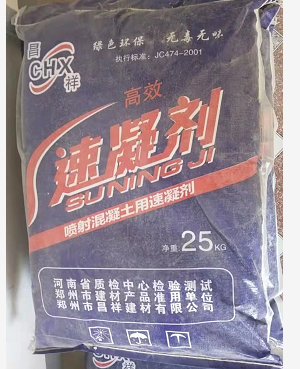 昌
CHX
祥
绿色环保 无毒无味
执行标准:JC474-2001
高效
速凝剂
SUNING JI
喷射混凝土用速凝剂
净重:25KG
河南省质检中心检验测试
郑州市建材产品准用单位
郑州市昌祥建材有限公司